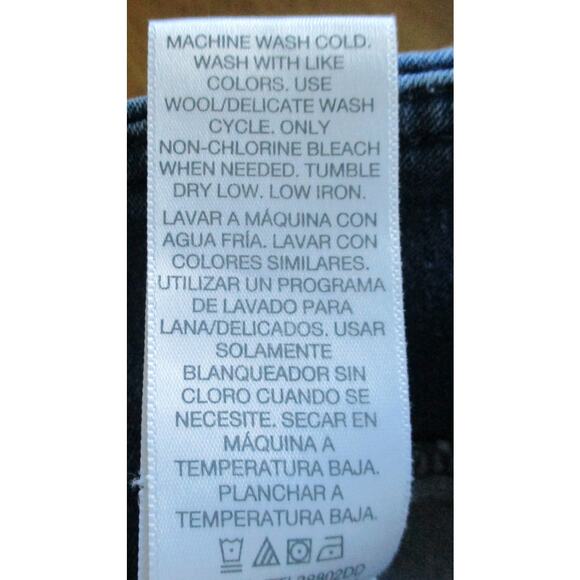 MACHINE WASH COLD.
WASH WITH LIKE
COLORS. USE
WOOL/DELICATE WASH
CYCLE. ONLY
NON-CHLORINE BLEACH
WHEN NEEDED. TUMBLE
DRY LOW. LOW IRON.
LAVAR A MÁQUINA CON
AGUA FRÍA. LAVAR CON
COLORES SIMILARES.
UTILIZAR UN PROGRAMA
DE LAVADO PARA
LANA/DELICADOS. USAR
SOLAMENTE
BLANQUEADOR SIN
CLORO CUANDO SE
NECESITE. SECAR EN
MÁQUINA A
TEMPERATURA BAJA.
PLANCHAR A
TEMPERATURA BAJA.